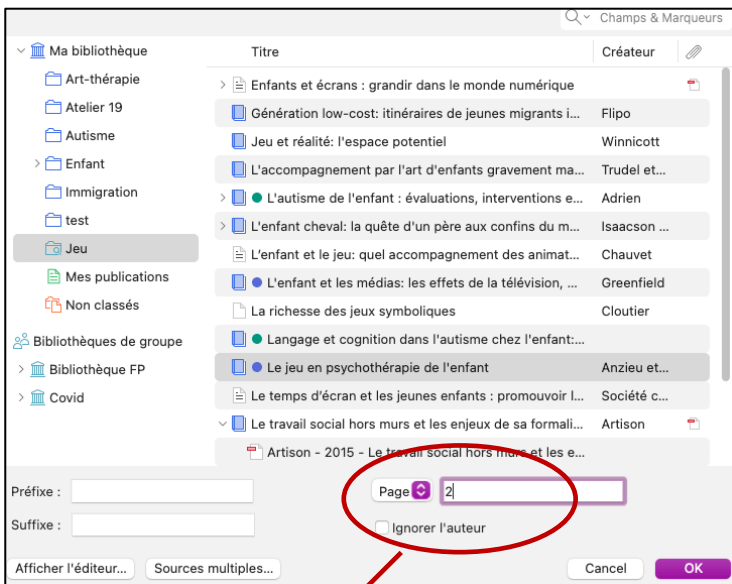 Champs & Marqueurs
Ma bibliothèque
Art-thérapie
Atelier 19
Autisme
Enfant
Immigration
test
Jeu
Mes publications
Non classés
Bibliothèques de groupe
Bibliothèque FP
Covid
Titre Créateur
Enfants et écrans : grandir dans le monde numérique
Génération low-cost: itinéraires de jeunes migrants i... Flipo
Jeu et réalité: l'espace potentiel Winnicott
L'accompagnement par l'art d'enfants gravement ma... Trudel et...
L'autisme de l'enfant : évaluations, interventions e... Adrien
L'enfant cheval: la quête d'un père aux confins du m... Isaacson ...
L'enfant et le jeu: quel accompagnement des animat... Chauvet
L'enfant et les médias: les effets de la télévision, ... Greenfield
La richesse des jeux symboliques Cloutier
Langage et cognition dans l'autisme chez l'enfant:...
Le jeu en psychothérapie de l'enfant Anzieu et...
Le temps d'écran et les jeunes enfants : promouvoir l... Société c...
Le travail social hors murs et les enjeux de sa formali... Artison
Artison - 2015 - Le travail social hors murs et les e...
Préfixe :
Page 2
Suffixe :
Ignorer l'auteur
Afficher l'éditeur... Sources multiples... Cancel OK